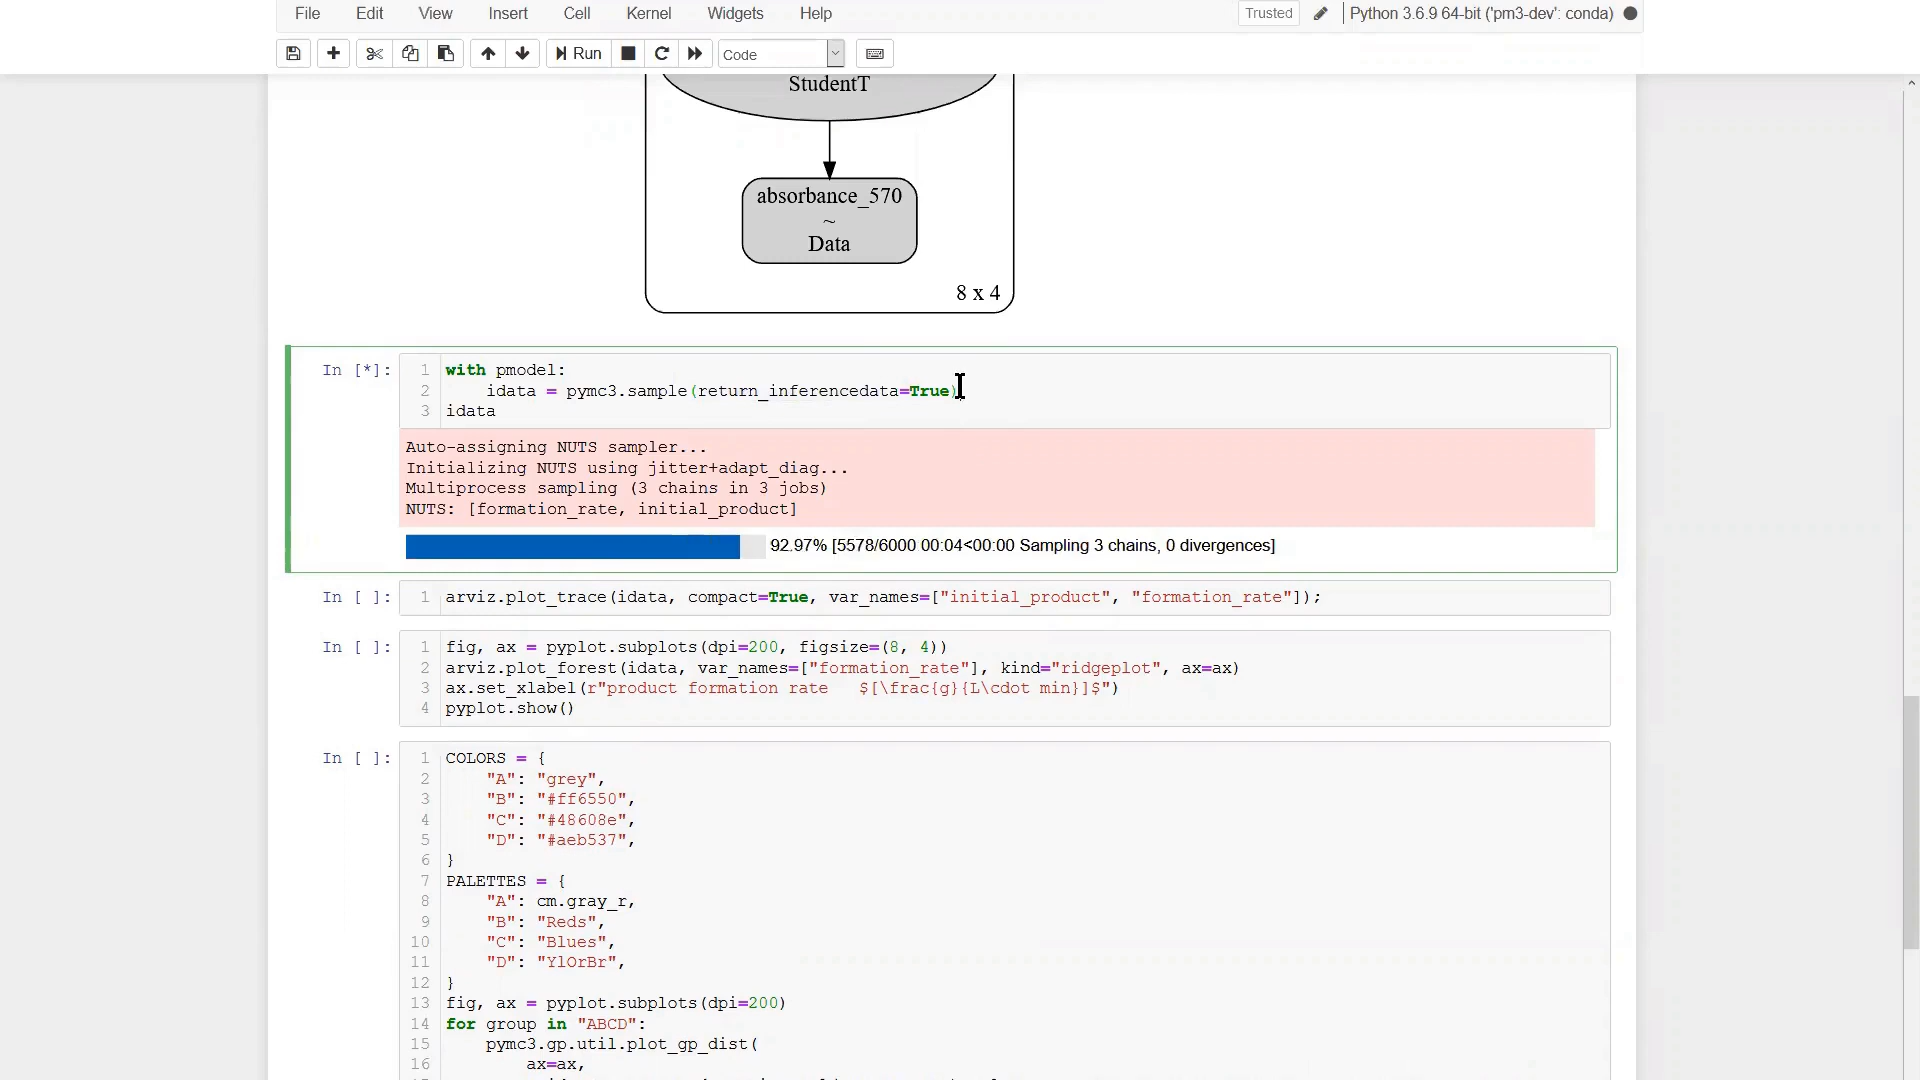 File Edit View Insert Cell Kernel Widgets Help Trusted Python 3.6.9 64-bit ('pm3-dev': conda)
Run Code
StudentT
absorbance_570
~
Data
8 x 4
In [*]:
1 with pmodel:
2 idata = pymc3.sample(return_inferencedata=True)
3 idata
Auto-assigning NUTS sampler...
Initializing NUTS using jitter+adapt_diag...
Multiprocess sampling (3 chains in 3 jobs)
NUTS: [formation_rate, initial_product]
92.97% [5578/6000 00:04<00:00 Sampling 3 chains, 0 divergences]
In [ ]:
1 arviz.plot_trace(idata, compact=True, var_names=["initial_product", "formation_rate"]);
In [ ]:
1 fig, ax = pyplot.subplots(dpi=200, figsize=(8, 4))
2 arviz.plot_forest(idata, var_names=["formation_rate"], kind="ridgeplot", ax=ax)
3 ax.set_xlabel(r"product formation rate   $[\frac{g}{L\cdot min}]$")
4 pyplot.show()
In [ ]:
1 COLORS = {
2 "A": "grey",
3 "B": "#ff6550",
4 "C": "#48608e",
5 "D": "#aeb537",
6 }
7 PALETTES = {
8 "A": cm.gray_r,
9 "B": "Reds",
10 "C": "Blues",
11 "D": "YlOrBr",
12 }
13 fig, ax = pyplot.subplots(dpi=200)
14 for group in "ABCD":
15 pymc3.gp.util.plot_gp_dist(
16 ax=ax,